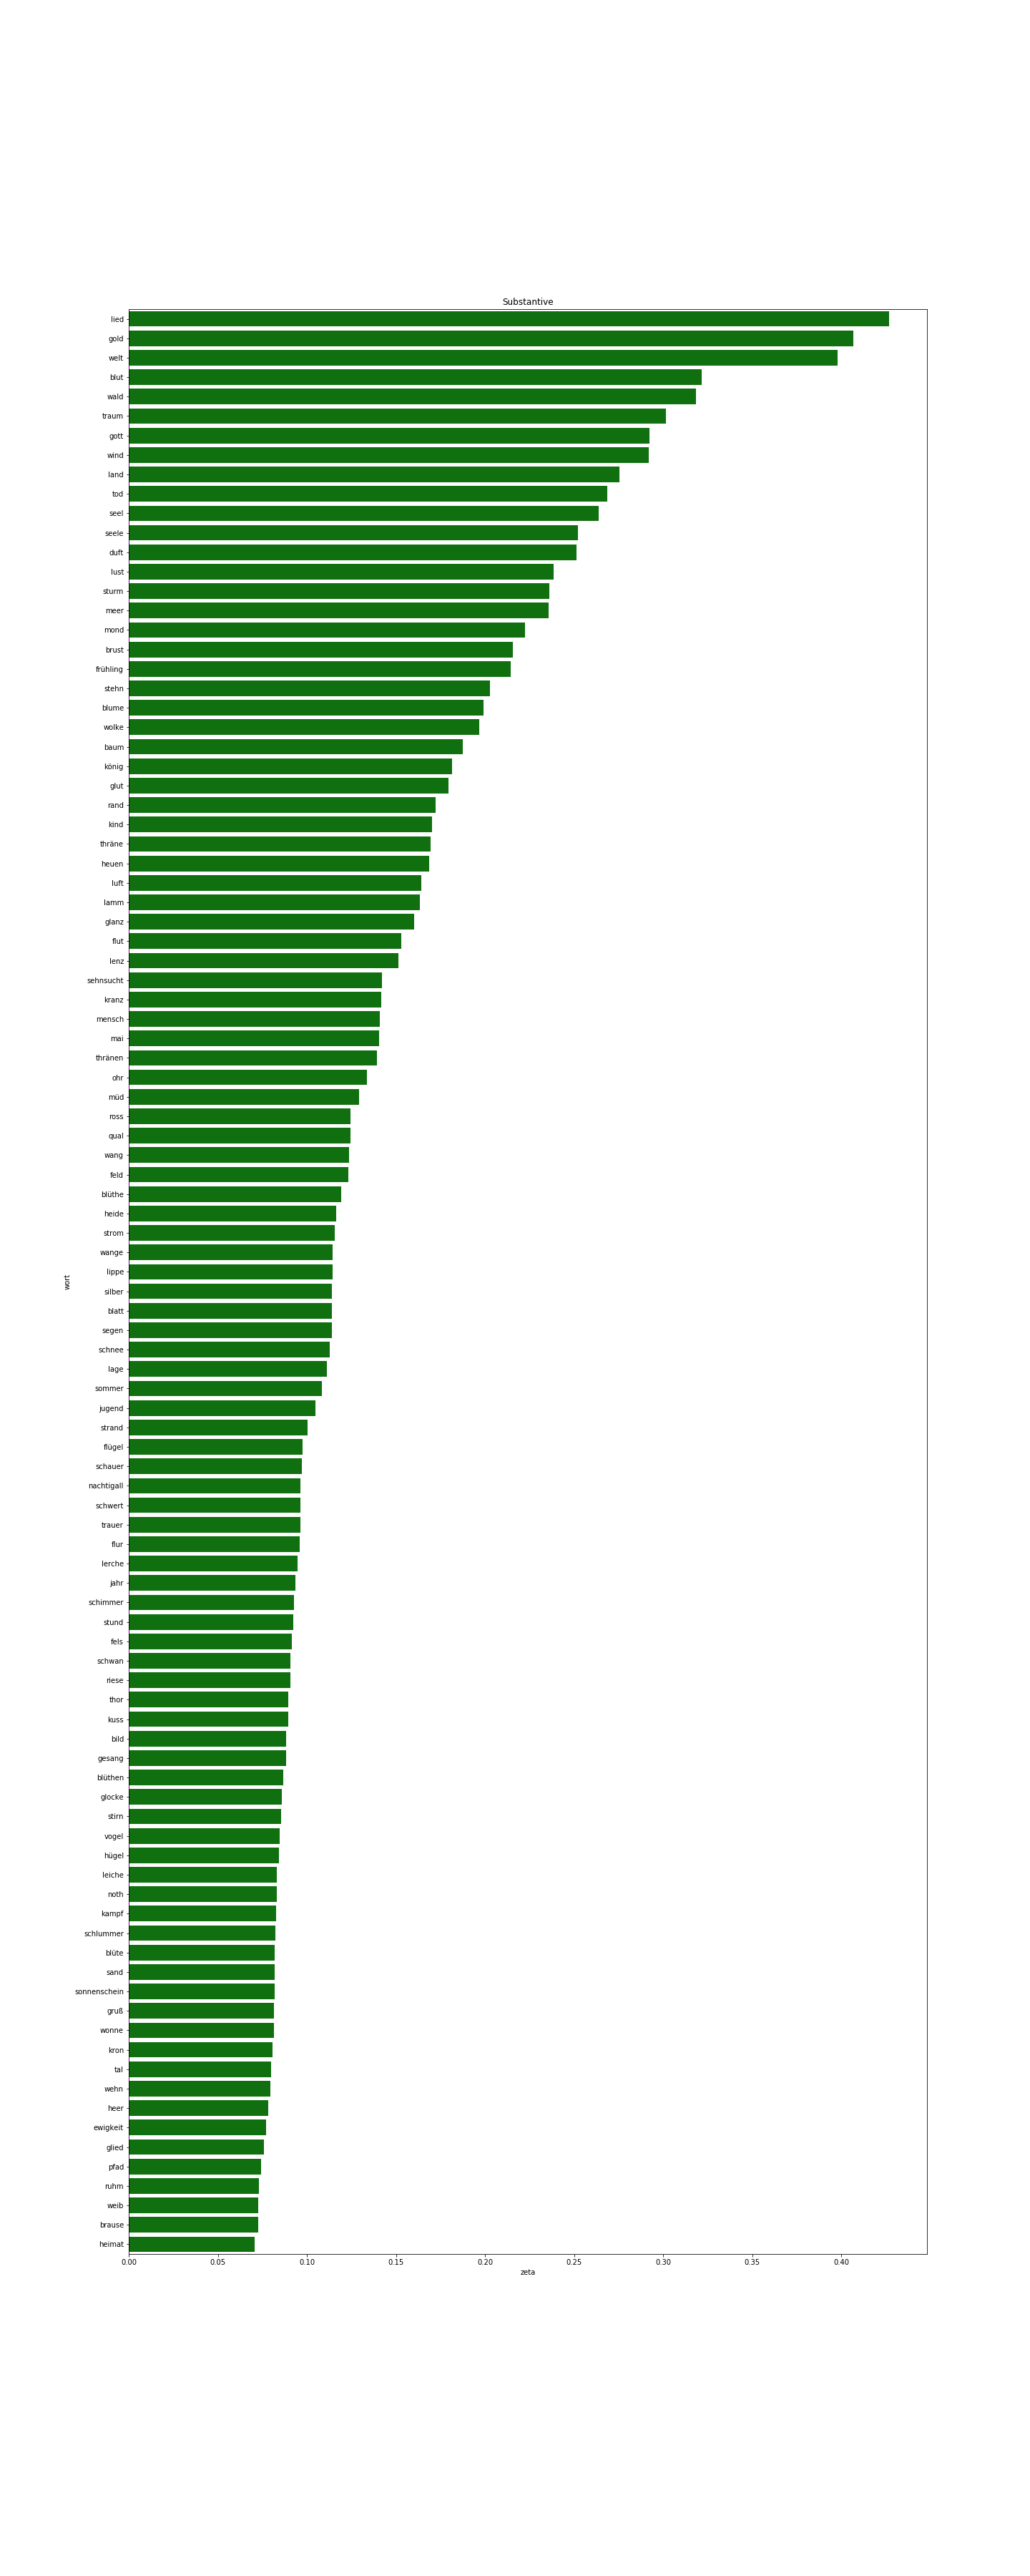 Substantive
lied
gold
welt
blut
wald
traum
gott
wind
land
tod
seel
seele
duft
lust
sturm
meer
mond
brust
frühling
stehn
blume
wolke
baum
könig
glut
rand
kind
thräne
heuen
luft
lamm
glanz
flut
lenz
sehnsucht
kranz
mensch
mai
thränen
ohr
müd
ross
qual
wang
feld
blüthe
heide
strom
wange
lippe
silber
blatt
segen
schnee
lage
sommer
jugend
strand
flügel
schauer
nachtigall
schwert
trauer
flur
lerche
jahr
schimmer
stund
fels
schwan
riese
thor
kuss
bild
gesang
blüthen
glocke
stirn
vogel
hügel
leiche
noth
kampf
schlummer
blüte
sand
sonnenschein
gruß
wonne
kron
tal
wehn
heer
ewigkeit
glied
pfad
ruhm
weib
brause
heimat
wort
0.00 0.05 0.10 0.15 0.20 0.25 0.30 0.35 0.40
zeta